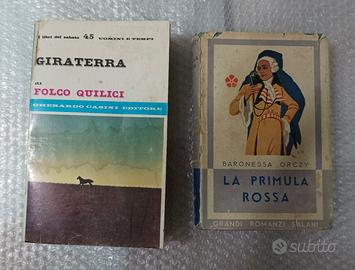 i libri del sabato 45 UOMINI E TEMPI
GIRATERRA
di
FOLCO QUILICI
GHERARDO CASINI EDITORE
BARONESSA ORCZY
LA PRIMULA
ROSSA
GRANDI ROMANZI SALANI
subito